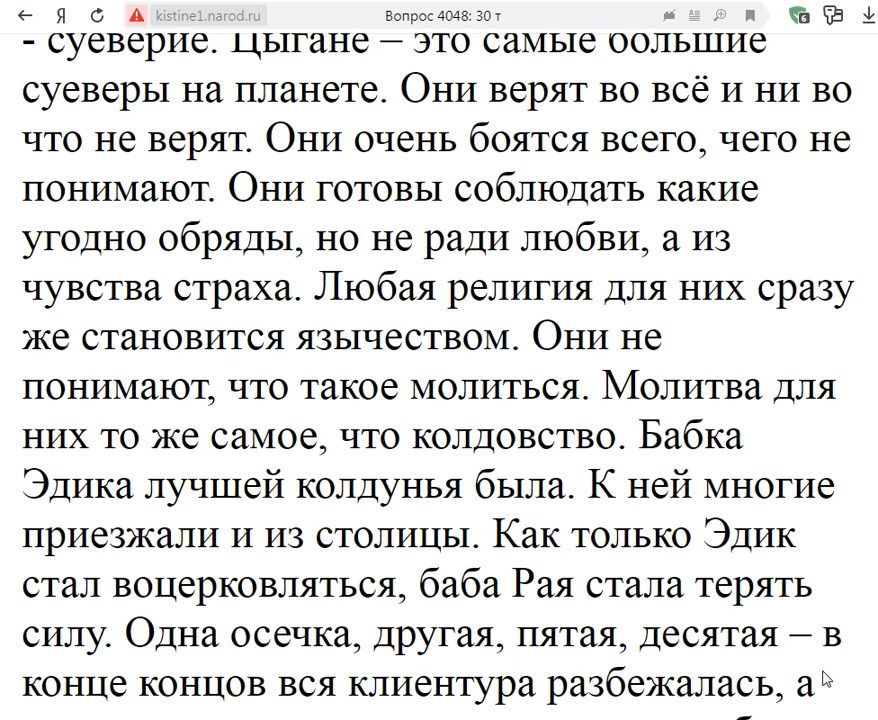 kistine1.narod.ru
Вопрос 4048: 30 т
- суеверие. Цыгане – это самые большие
суеверы на планете. Они верят во всё и ни во
что не верят. Они очень боятся всего, чего не
понимают. Они готовы соблюдать какие
угодно обряды, но не ради любви, а из
чувства страха. Любая религия для них сразу
же становится язычеством. Они не
понимают, что такое молиться. Молитва для
них то же самое, что колдовство. Бабка
Эдика лучшей колдунья была. К ней многие
приезжали и из столицы. Как только Эдик
стал воцерковляться, баба Рая стала терять
силу. Одна осечка, другая, пятая, десятая – в
конце концов вся клиентура разбежалась, а